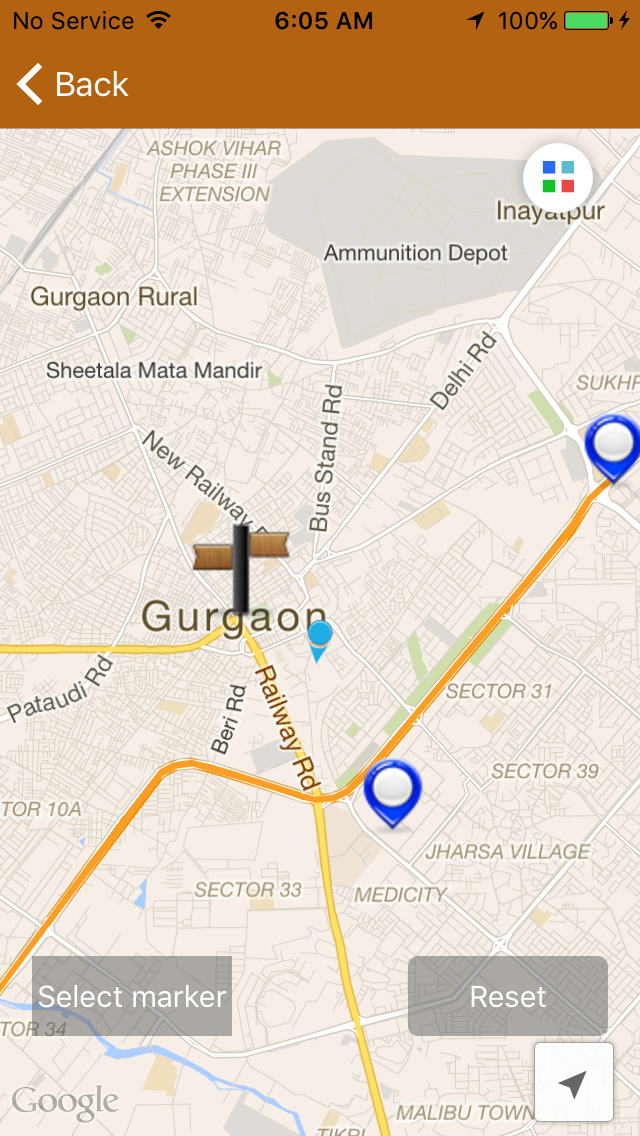 No Service 6:05 AM 100%
Back
ASHOK VIHAR
PHASE III
EXTENSION
Inayatpur
Ammunition Depot
Gurgaon Rural
Delhi Rd
Sheetala Mata Mandir
SUKHR
Bus Stand Rd
New Railway
Gurgaon
Pataudi Rd
Beri Rd
Railway Rd
SECTOR 31
SECTOR 39
TOR 10A
JHARSA VILLAGE
SECTOR 33
MEDICITY
Select marker
Reset
TOR 34
Google
MALIBU TOWN
TIKRI